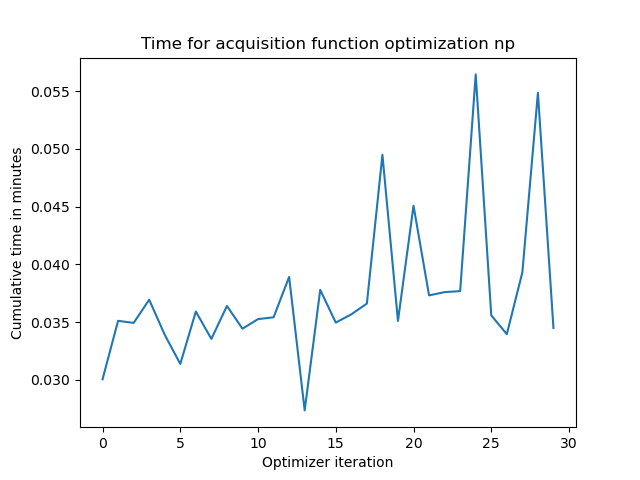 Time for acquisition function optimization np
0.055
0.050
0.045
0.040
0.035
0.030
Cumulative time in minutes
0 5 10 15 20 25 30
Optimizer iteration